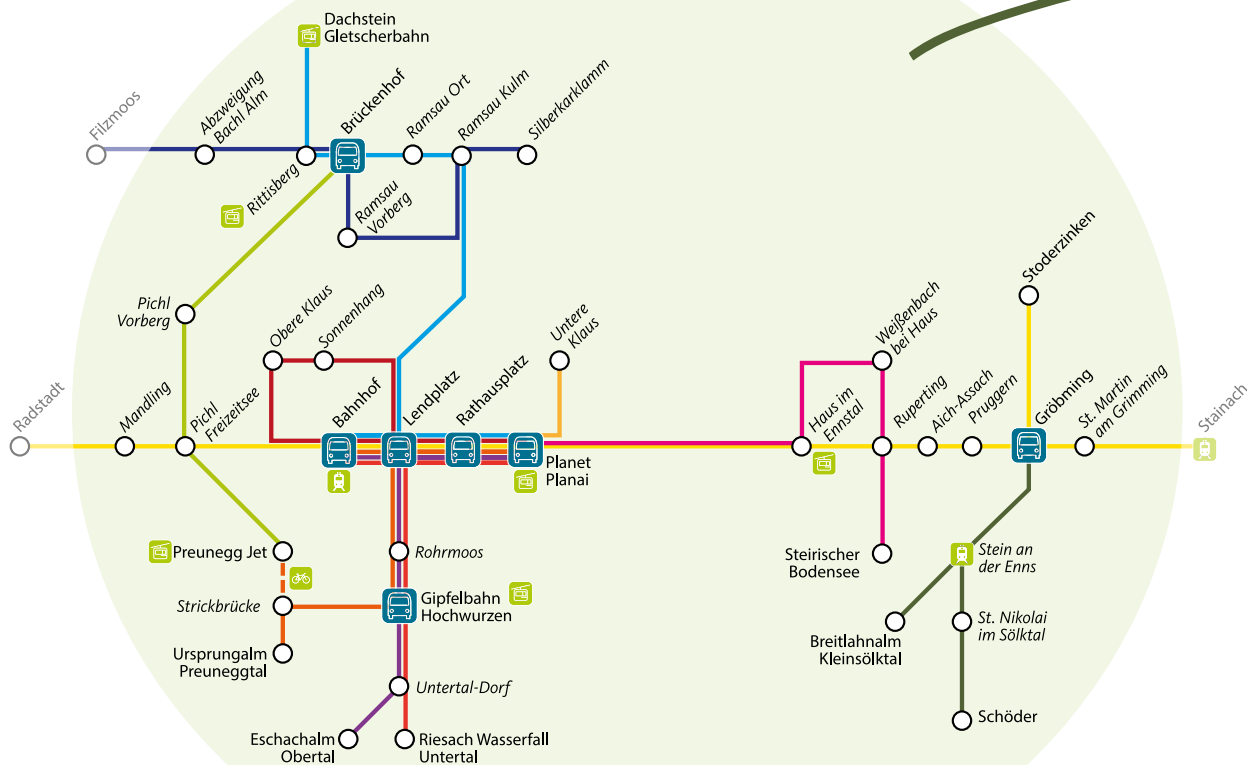 Dachstein
Gletscherbahn
Filzmoos
Abzweigung
Bachl Alm
Brückenhof
Ramsau Ort
Ramsau Kulm
Silberkarklamm
Rittisberg
Ramsau
Vorberg
Pichl
Vorberg
Obere Klaus
Sonnenhang
Untere
Klaus
Weißenbach
bei Haus
Stoderzinken
Radstadt
Mandling
Pichl
Freizeitsee
Bahnhof
Lendplatz
Rathausplatz
Planet
Planai
Haus im
Ennstal
Ruperting
Aich-Assach
Pruggern
Gröbming
St. Martin
am Grimming
Stainach
Preunegg Jet
Rohrmoos
Steirischer
Bodensee
Stein an
der Enns
Strickbrücke
Gipfelbahn
Hochwurzen
Ursprungalm
Preuneggtal
Breitlahnalm
Kleinsölktal
St. Nikolai
im Sölktal
Untertal-Dorf
Schöder
Eschachalm
Obertal
Riesach Wasserfall
Untertal